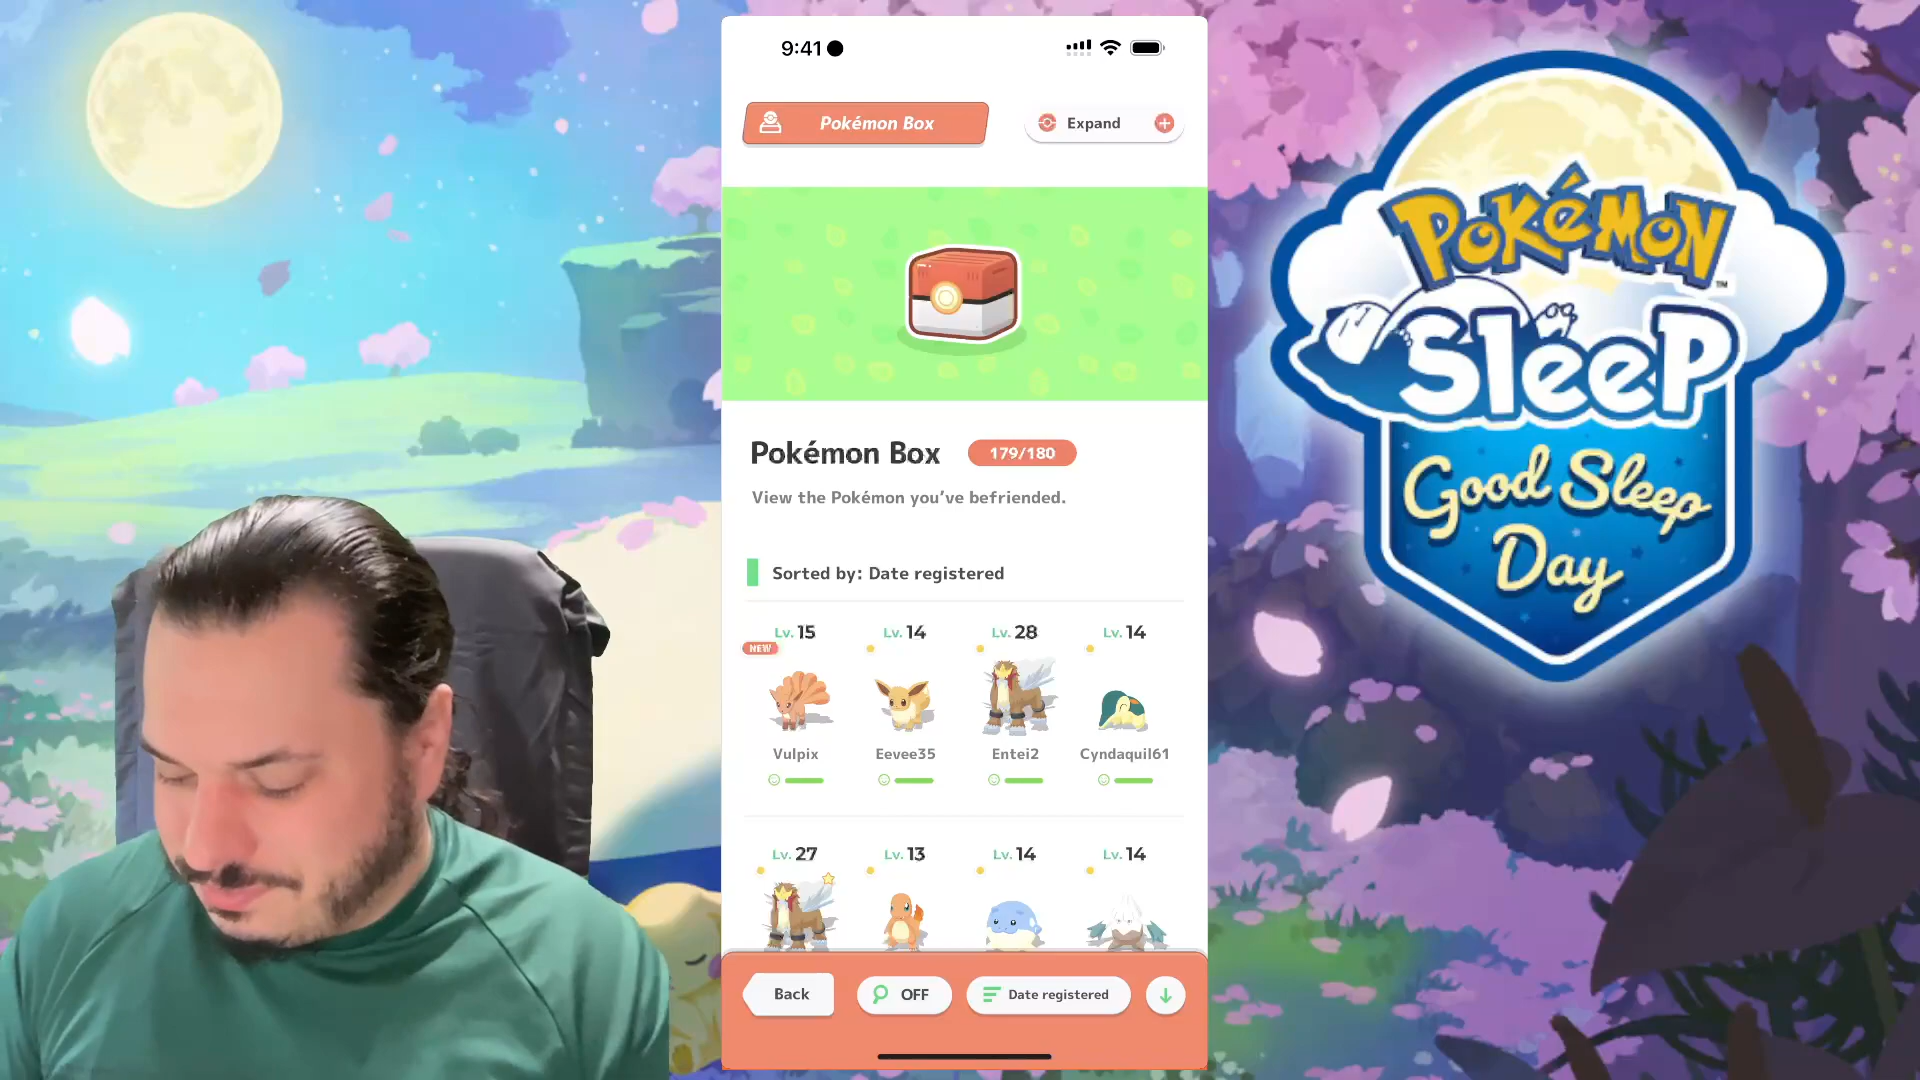 9:41
Pokémon Box
Expand
Pokémon Box
179/180
View the Pokémon you've befriended.
Sorted by: Date registered
Lv. 15
Lv. 14
Lv. 28
Lv. 14
NEW
Vulpix
Eevee35
Entei2
Cyndaquil61
Lv. 27
Lv. 13
Lv. 14
Lv. 14
Back
OFF
Date registered
POKéMON
TM
SLeeP
Good Sleep
Day